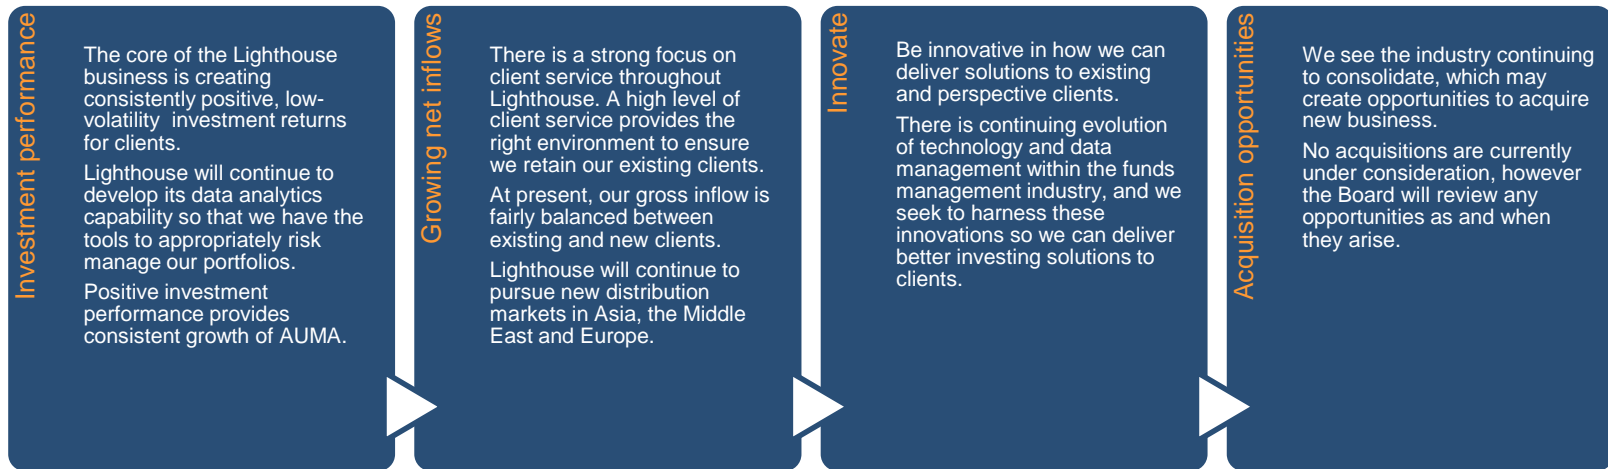 Investment performance
The core of the Lighthouse
business is creating
consistently positive, low-
volatility investment returns
for clients.
Lighthouse will continue to
develop its data analytics
capability so that we have the
tools to appropriately risk
manage our portfolios.
Positive investment
performance provides
consistent growth of AUMA.
Growing net inflows
There is a strong focus on
client service throughout
Lighthouse. A high level of
client service provides the
right environment to ensure
we retain our existing clients.
At present, our gross inflow is
fairly balanced between
existing and new clients.
Lighthouse will continue to
pursue new distribution
markets in Asia, the Middle
East and Europe.
Innovate
Be innovative in how we can
deliver solutions to existing
and perspective clients.
There is continuing evolution
of technology and data
management within the funds
management industry, and we
seek to harness these
innovations so we can deliver
better investing solutions to
clients.
Acquisition opportunities
We see the industry continuing
to consolidate, which may
create opportunities to acquire
new business.
No acquisitions are currently
under consideration, however
the Board will review any
opportunities as and when
they arise.